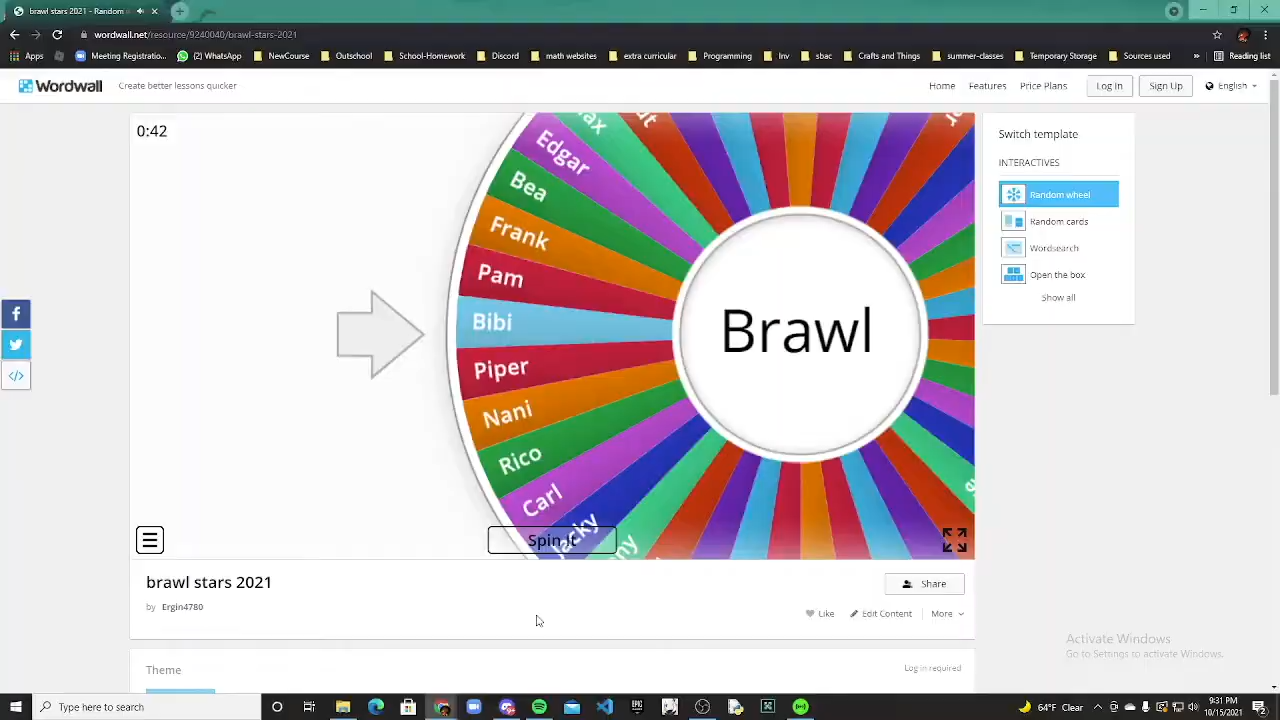 brawl stars 2021 - Random
wordwall.net/resource/9240040/brawl-stars-2021
Apps
Meeting Registrati...
(2) WhatsApp
NewCourse
Outschool
School-Homework
Discord
math websites
extra curricular
Programming
Inv
sbac
Crafts and Things
summer-classes
Temporary Storage
Sources used
»
Reading list
Wordwall
Create better lessons quicker
Home
Features
Price Plans
Log In
Sign Up
English
0:42
Edgar
Bea
Frank
Pam
Bibi
Piper
Nani
Rico
Carl
Jacky
Brawl
Spin it
Switch template
INTERACTIVES
Random wheel
Random cards
Wordsearch
Open the box
Show all
brawl stars 2021
by Ergin4780
Share
Like
Edit Content
More
Theme
Log in required
Activate Windows
Go to Settings to activate Windows.
Type here to search
64°F Clear
9:31 PM
10/15/2021